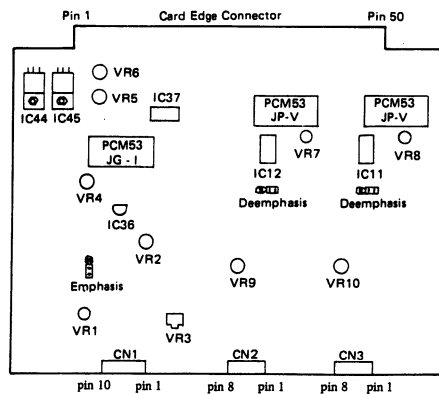 Pin 1
Card Edge Connector
Pin 50
VR6
VR5
IC37
IC44
IC45
PCM53
JG - I
PCM53
JP-V
VR7
PCM53
JP-V
VR8
IC12
IC11
Deemphasis
Deemphasis
VR4
IC36
VR2
Emphasis
VR9
VR10
VR1
VR3
CN1
CN2
CN3
pin 10
pin 1
pin 8
pin 1
pin 8
pin 1